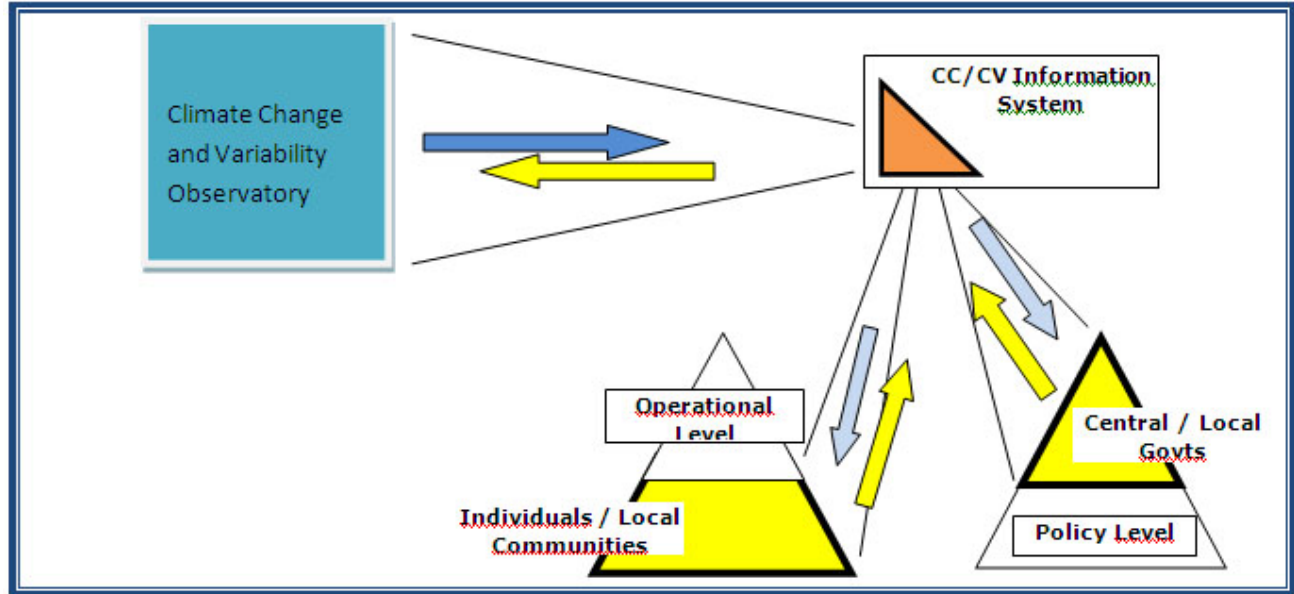 Climate Change
and Variability
Observatory
CC/CV Information
System
Operational
Level
Individuals / Local
Communities
Central / Local
Govts
Policy Level